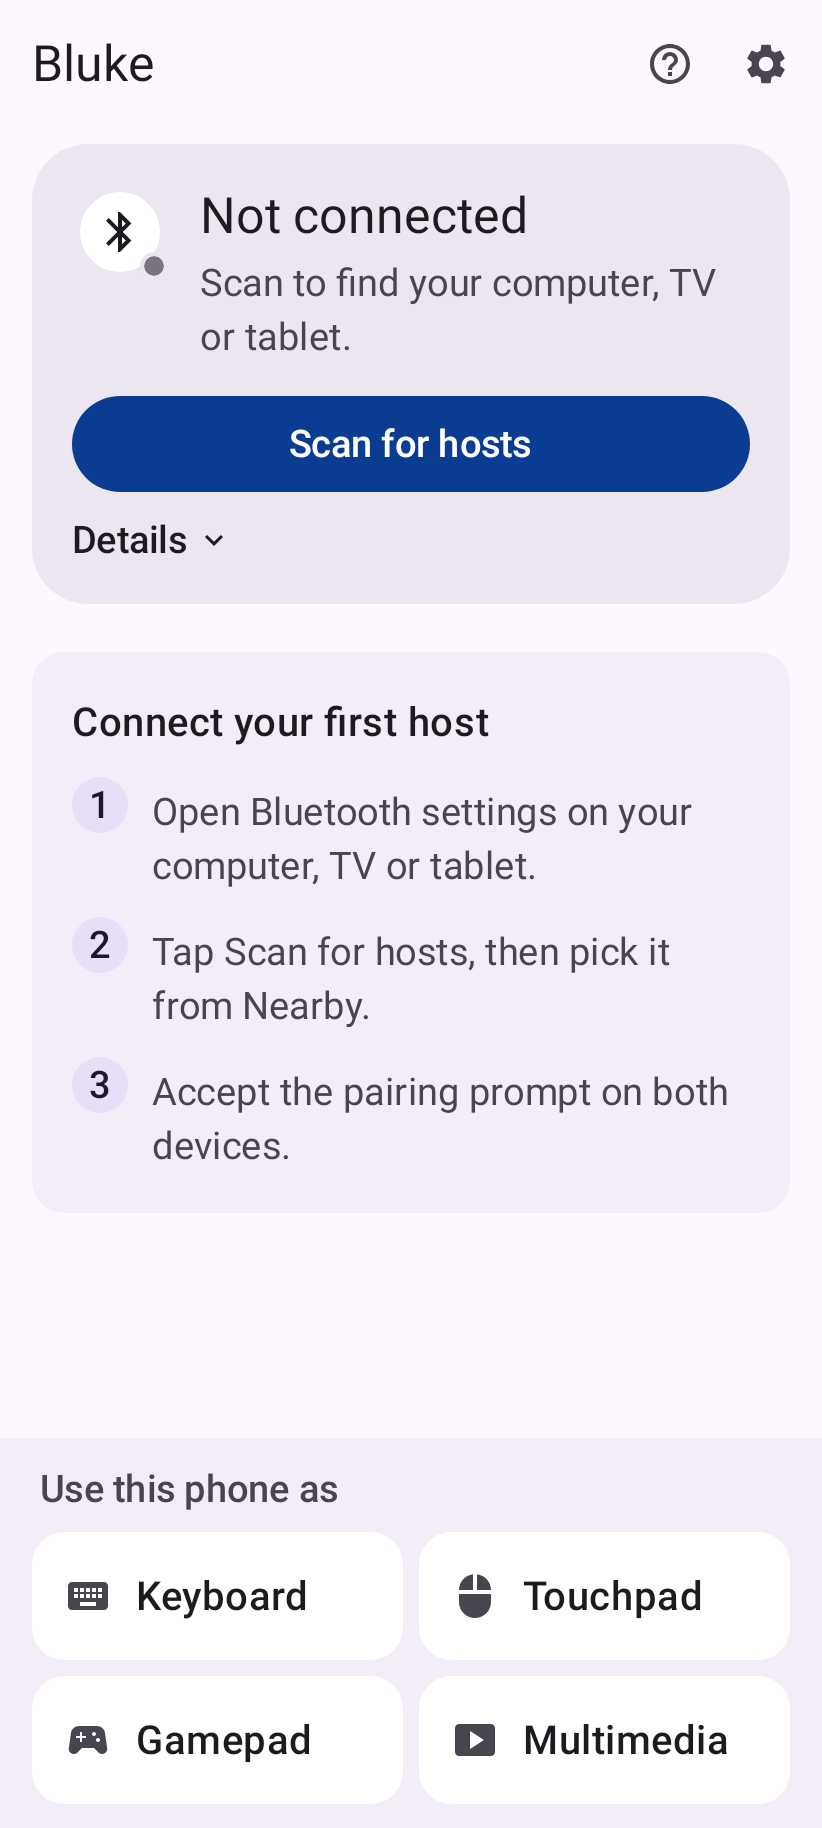 Bluke
Not connected
Scan to find your computer, TV
or tablet.
Scan for hosts
Details
Connect your first host
1
Open Bluetooth settings on your
computer, TV or tablet.
2
Tap Scan for hosts, then pick it
from Nearby.
3
Accept the pairing prompt on both
devices.
Use this phone as
Keyboard
Touchpad
Gamepad
Multimedia